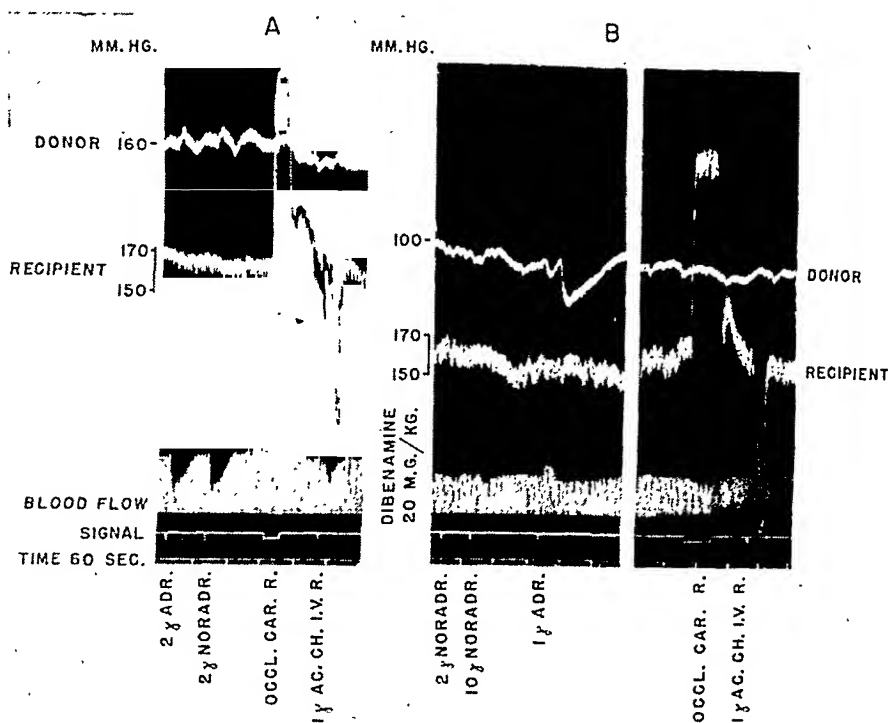 A
B
MM. HG.
MM. HG.
DONOR
160
170
RECIPIENT
150
BLOOD FLOW
SIGNAL
TIME 60 SEC.
2 γ ADR.
2 γ NORADR.
OCCL. CAR. R.
1 γ AC. CH. I.V. R.
100
170
150
DONOR
RECIPIENT
DIBENAMINE
20 M.G./KG.
2 γ NORADR.
10 γ NORADR.
1 γ ADR.
OCCL. CAR. R.
1 γ AC. CH. I.V. R.